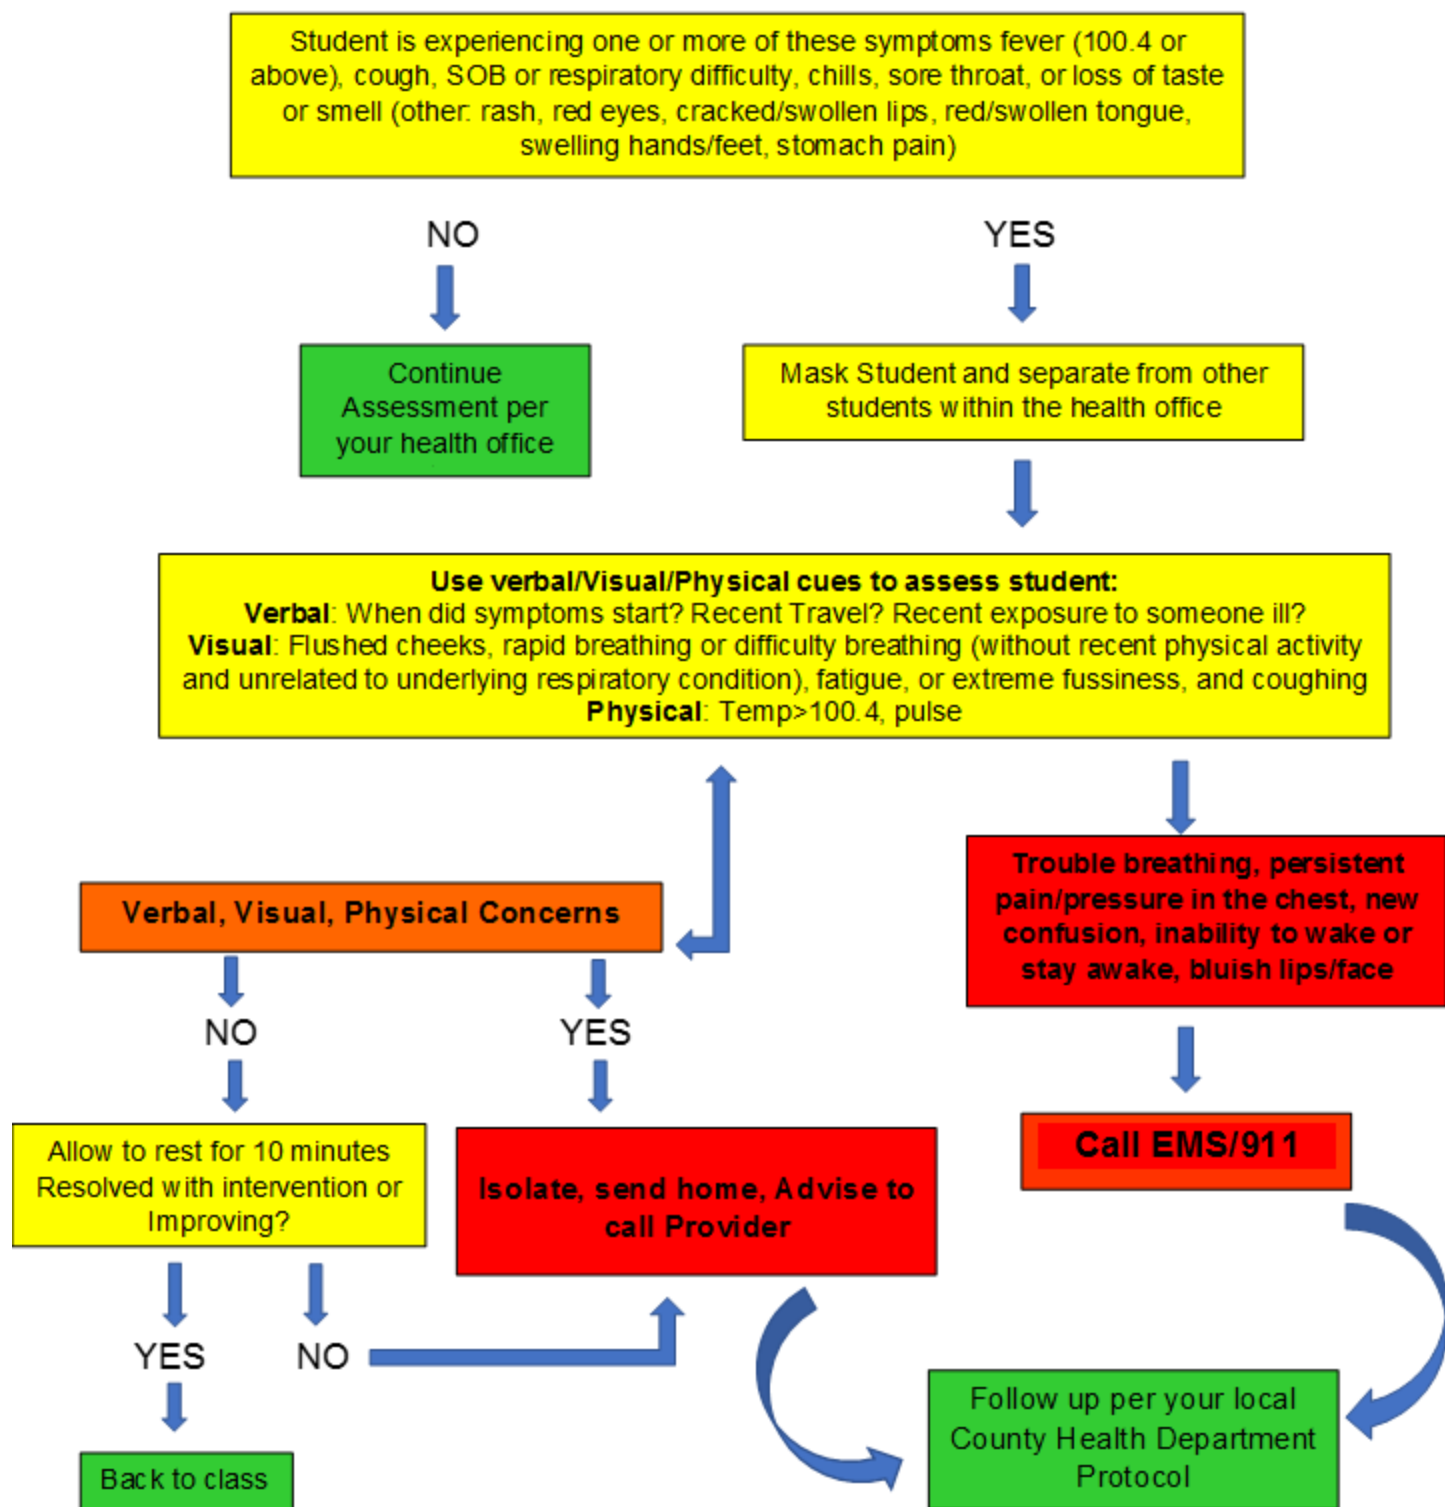 Student is experiencing one or more of these symptoms fever (100.4 or
above), cough, SOB or respiratory difficulty, chills, sore throat, or loss of taste
or smell (other: rash, red eyes, cracked/swollen lips, red/swollen tongue,
swelling hands/feet, stomach pain)
NO
YES
Continue
Assessment per
your health office
Mask Student and separate from other
students within the health office
Use verbal/Visual/Physical cues to assess student:
Verbal: When did symptoms start? Recent Travel? Recent exposure to someone ill?
Visual: Flushed cheeks, rapid breathing or difficulty breathing (without recent physical activity
and unrelated to underlying respiratory condition), fatigue, or extreme fussiness, and coughing
Physical: Temp>100.4, pulse
Verbal, Visual, Physical Concerns
Trouble breathing, persistent
pain/pressure in the chest, new
confusion, inability to wake or
stay awake, bluish lips/face
NO
YES
Allow to rest for 10 minutes
Resolved with intervention or
Improving?
Isolate, send home, Advise to
call Provider
Call EMS/911
YES
NO
Back to class
Follow up per your local
County Health Department
Protocol